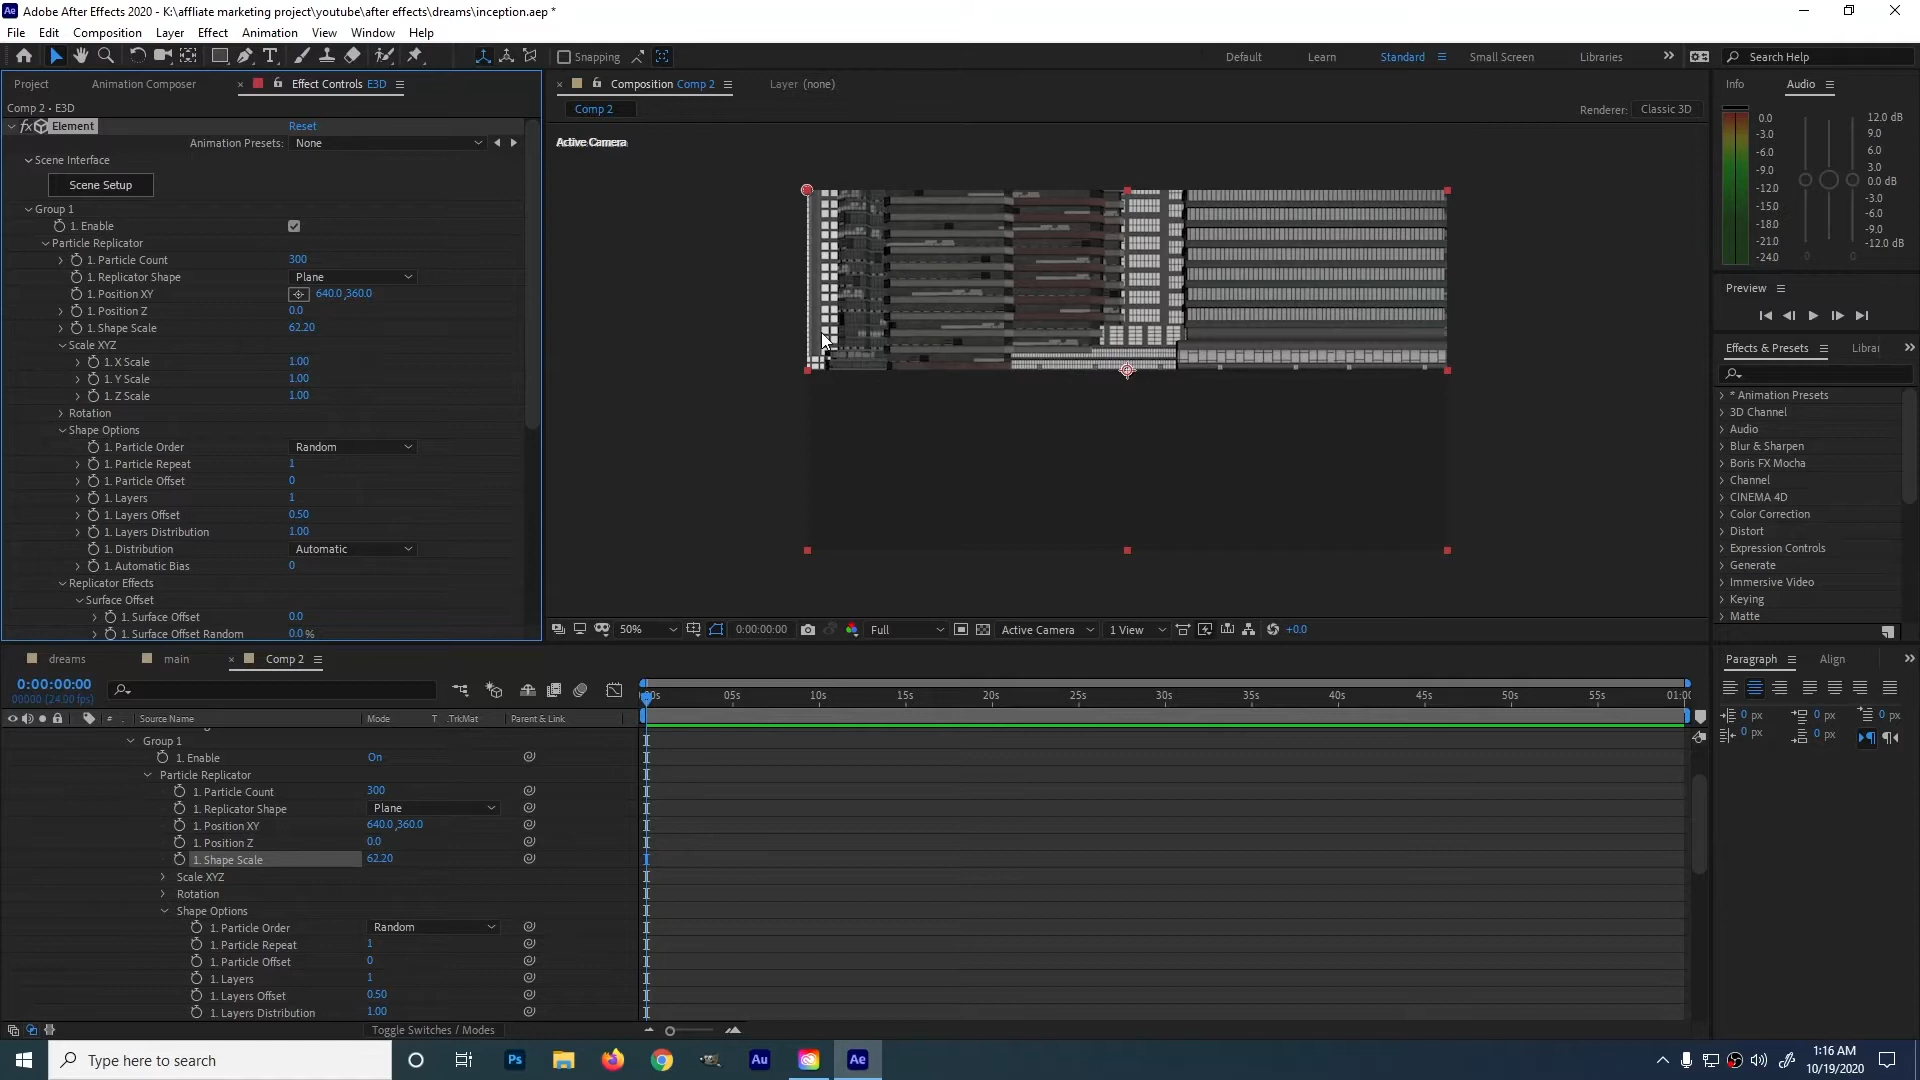 Adobe After Effects 2020 - K:\affliate marketing project\youtube\after effects\dreams\inception.aep *
File Edit Composition Layer Effect Animation View Window Help
Snapping
Default Learn Standard Small Screen Libraries Search Help
Project Animation Composer Effect Controls E3D
Composition Comp 2 Layer (none)
Info Audio
Comp 2 • E3D
Comp 2
Renderer: Classic 3D
fx Element Reset
Animation Presets: None
Scene Interface
Scene Setup
Group 1
1. Enable
Particle Replicator
1. Particle Count 300
1. Replicator Shape Plane
1. Position XY 640.0,360.0
1. Position Z 0.0
1. Shape Scale 62.20
Scale XYZ
1. X Scale 1.00
1. Y Scale 1.00
1. Z Scale 1.00
Rotation
Shape Options
1. Particle Order Random
1. Particle Repeat 1
1. Particle Offset 0
1. Layers 1
1. Layers Offset 0.50
1. Layers Distribution 1.00
1. Distribution Automatic
1. Automatic Bias 0
Replicator Effects
Surface Offset
1. Surface Offset 0.0
1. Surface Offset Random 0.0%
Active Camera
50% 0:00:00:00 Full Active Camera 1 View +0.0
0.0 12.0 dB
-3.0 9.0
-6.0 6.0
-9.0 3.0
-12.0 0.0 dB
-15.0 -3.0
-18.0 -6.0
-21.0 -9.0
-24.0 -12.0 dB
0 0
Preview
Effects & Presets Librar
* Animation Presets
3D Channel
Audio
Blur & Sharpen
Boris FX Mocha
Channel
CINEMA 4D
Color Correction
Distort
Expression Controls
Generate
Immersive Video
Keying
Matte
dreams main Comp 2
Paragraph Align
0:00:00:00
00000 (24.00 fps)
:00s 05s 10s 15s 20s 25s 30s 35s 40s 45s 50s 55s 01:00
# Source Name Mode T .TrkMat Parent & Link
0 px 0 px 0 px
0 px 0 px
Group 1
1. Enable On
Particle Replicator
1. Particle Count 300
1. Replicator Shape Plane
1. Position XY 640.0,360.0
1. Position Z 0.0
1. Shape Scale 62.20
Scale XYZ
Rotation
Shape Options
1. Particle Order Random
1. Particle Repeat 1
1. Particle Offset 0
1. Layers 1
1. Layers Offset 0.50
1. Layers Distribution 1.00
Toggle Switches / Modes
Type here to search
Ps Au Ae
1:16 AM
10/19/2020